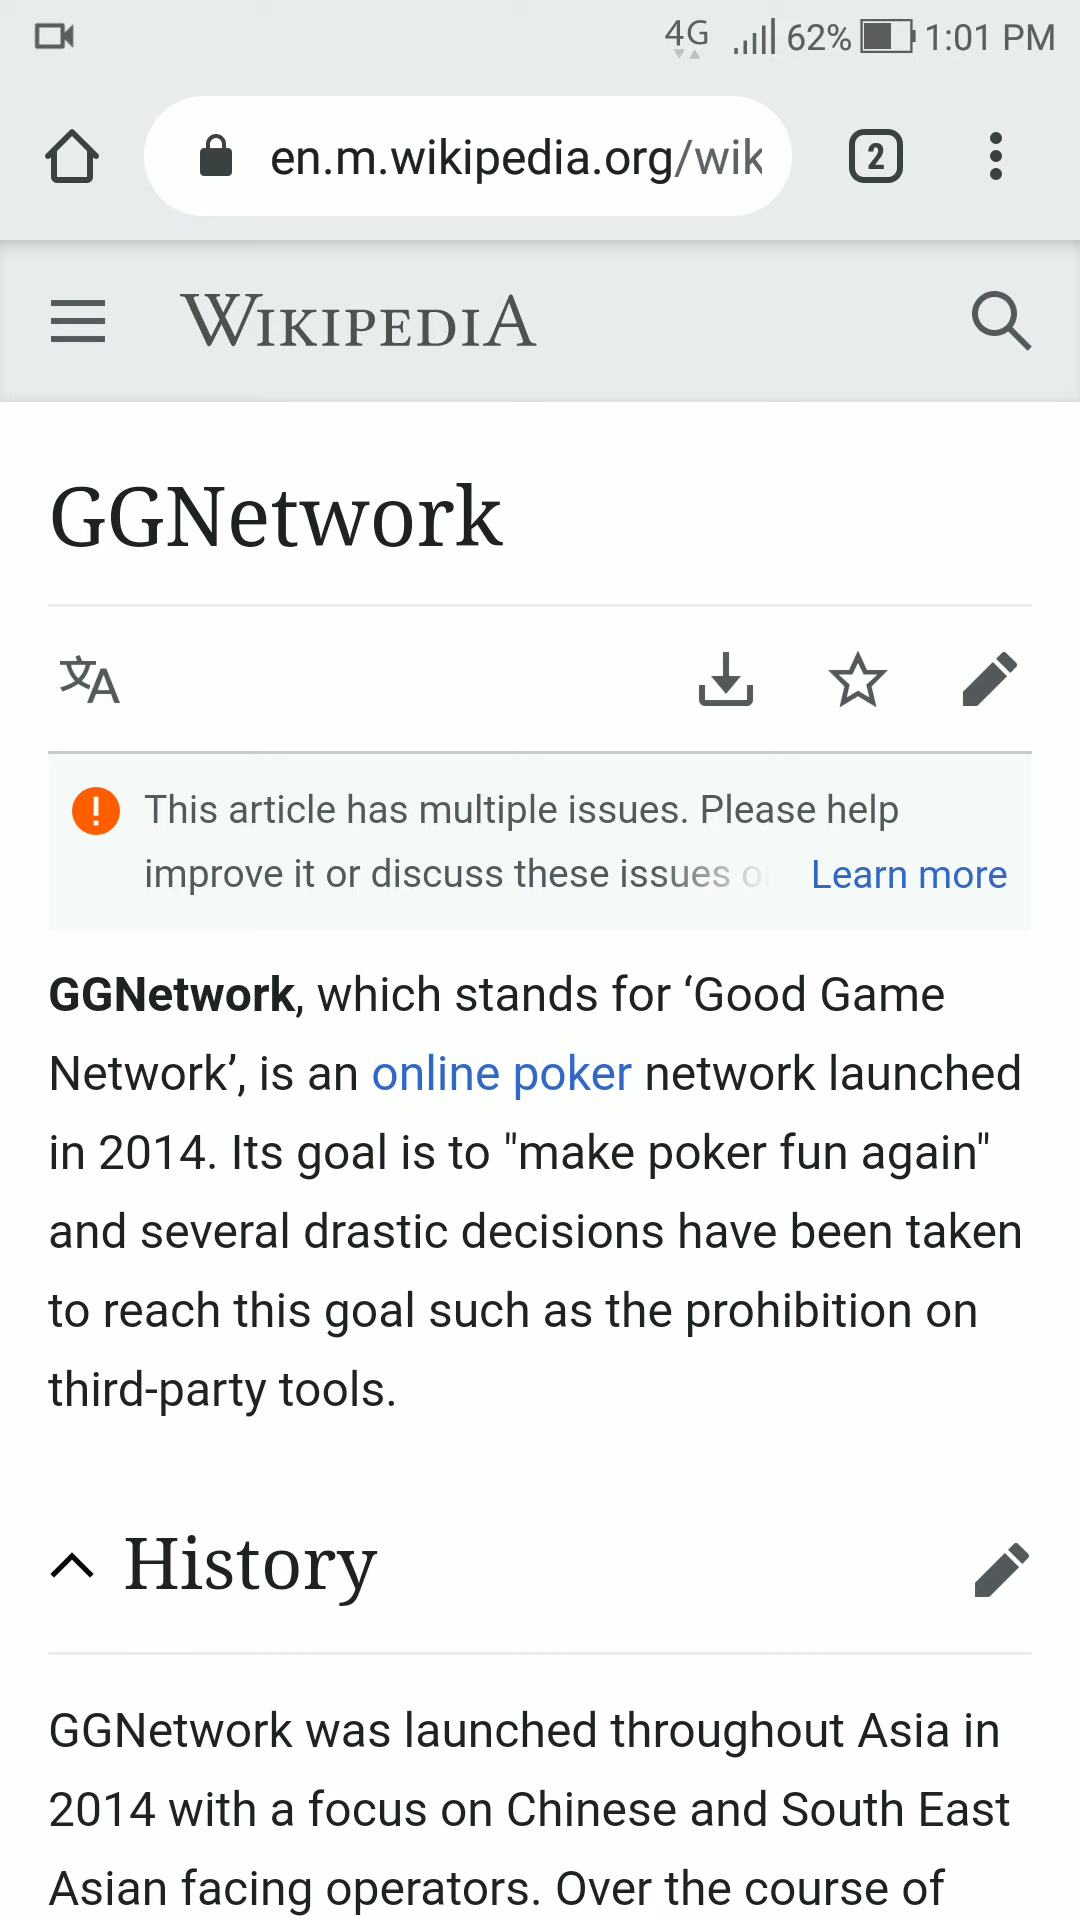 4G 62% 1:01 PM
en.m.wikipedia.org/wik 2
WIKIPEDIA
GGNetwork
文A
This article has multiple issues. Please help
improve it or discuss these issues o Learn more
GGNetwork, which stands for ‘Good Game
Network’, is an online poker network launched
in 2014. Its goal is to "make poker fun again"
and several drastic decisions have been taken
to reach this goal such as the prohibition on
third-party tools.
History
GGNetwork was launched throughout Asia in
2014 with a focus on Chinese and South East
Asian facing operators. Over the course of